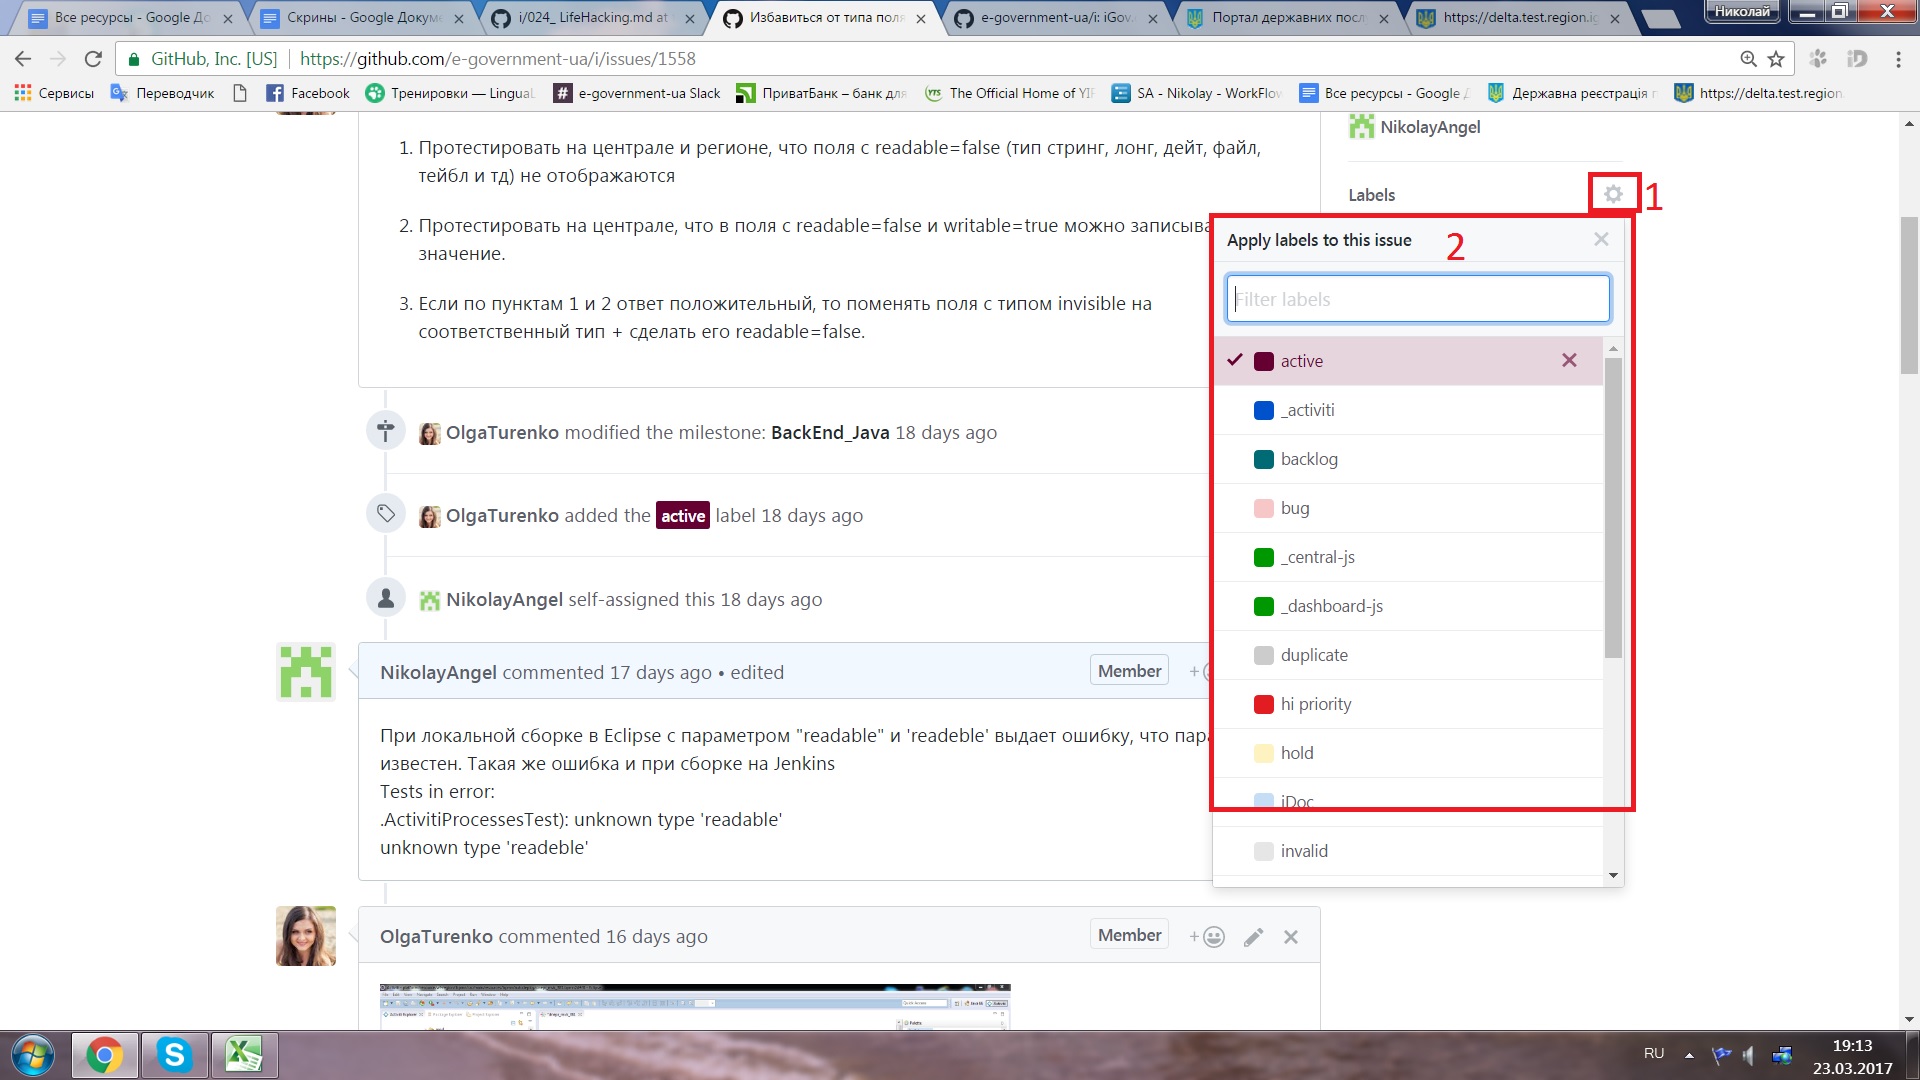 Все ресурсы - Google До
Скрины - Google Докуме
i/024_ LifeHacking.md at
Избавиться от типа поля
e-government-ua/i: iGov.
Портал державних посл
https://delta.test.region.ig
Николай
GitHub, Inc. [US]
https://github.com/e-government-ua/i/issues/1558
Сервисы
Переводчик
Facebook
Тренировки — Lingual
e-government-ua Slack
ПриватБанк – банк для
The Official Home of YIF
SA - Nikolay - WorkFlow
Все ресурсы - Google Д
Державна реєстрація п
https://delta.test.region.
NikolayAngel
1. Протестировать на централе и регионе, что поля с readable=false (тип стринг, лонг, дейт, файл,
тейбл и тд) не отображаются
2. Протестировать на централе, что в поля с readable=false и writable=true можно записыва
значение.
3. Если по пунктам 1 и 2 ответ положительный, то поменять поля с типом invisible на
соответственный тип + сделать его readable=false.
Labels
1
Apply labels to this issue
2
Filter labels
active
_activiti
backlog
bug
_central-js
_dashboard-js
duplicate
hi priority
hold
iDoc
invalid
OlgaTurenko modified the milestone: BackEnd_Java 18 days ago
OlgaTurenko added the active label 18 days ago
NikolayAngel self-assigned this 18 days ago
NikolayAngel commented 17 days ago • edited
Member
При локальной сборке в Eclipse с параметром "readable" и 'readeble' выдает ошибку, что пара
известен. Такая же ошибка и при сборке на Jenkins
Tests in error:
.ActivitiProcessesTest): unknown type 'readable'
unknown type 'readeble'
OlgaTurenko commented 16 days ago
Member
RU
19:13
23.03.2017